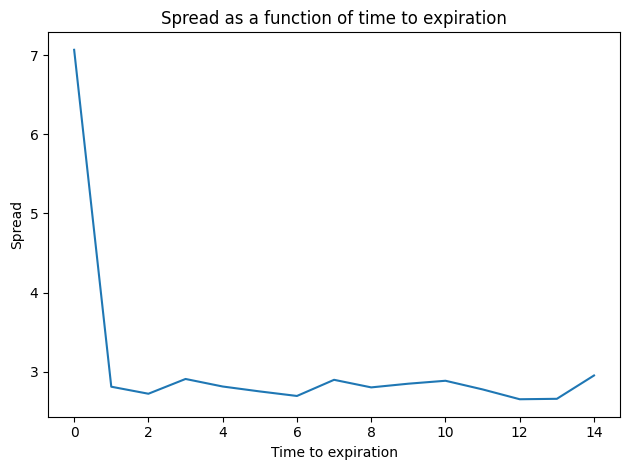 Spread as a function of time to expiration
7
6
5
4
3
Spread
0 2 4 6 8 10 12 14
Time to expiration